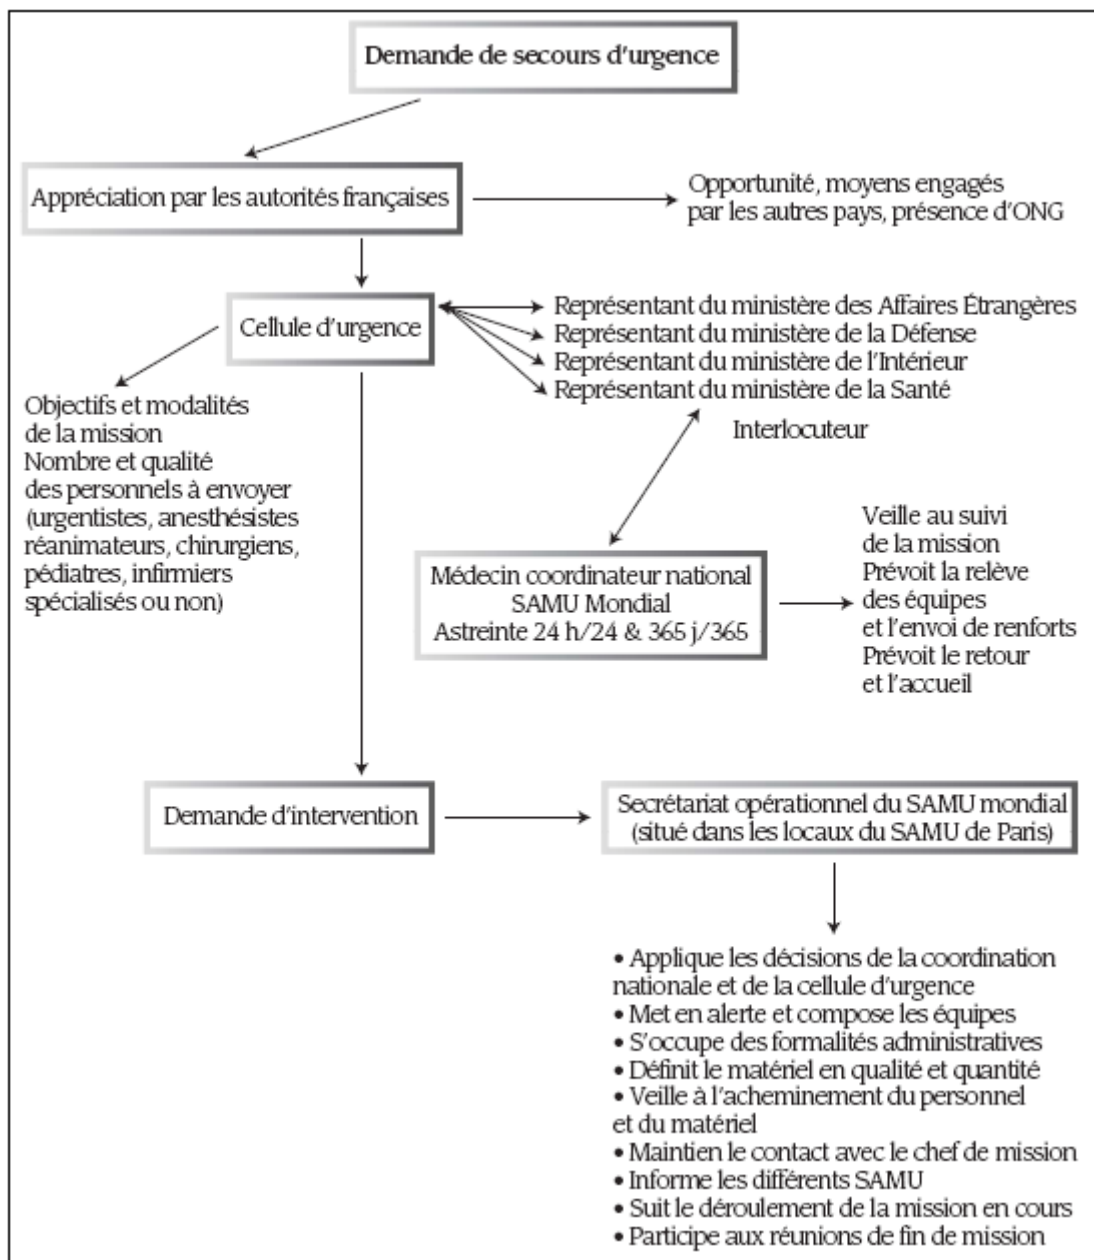 Demande de secours d'urgence
Appréciation par les autorités françaises
Opportunité, moyens engagés
par les autres pays, présence d'ONG
Cellule d'urgence
Représentant du ministère des Affaires Étrangères
Représentant du ministère de la Défense
Représentant du ministère de l'Intérieur
Représentant du ministère de la Santé
Objectifs et modalités
de la mission
Nombre et qualité
des personnels à envoyer
(urgentistes, anesthésistes
réanimateurs, chirurgiens,
pédiatres, infirmiers
spécialisés ou non)
Interlocuteur
Médecin coordinateur national
SAMU Mondial
Astreinte 24 h/24 & 365 j/365
Veille au suivi
de la mission
Prévoit la relève
des équipes
et l'envoi de renforts
Prévoit le retour
et l'accueil
Demande d'intervention
Secrétariat opérationnel du SAMU mondial
(situé dans les locaux du SAMU de Paris)
• Applique les décisions de la coordination
nationale et de la cellule d'urgence
• Met en alerte et compose les équipes
• S'occupe des formalités administratives
• Définit le matériel en qualité et quantité
• Veille à l'acheminement du personnel
et du matériel
• Maintien le contact avec le chef de mission
• Informe les différents SAMU
• Suit le déroulement de la mission en cours
• Participe aux réunions de fin de mission